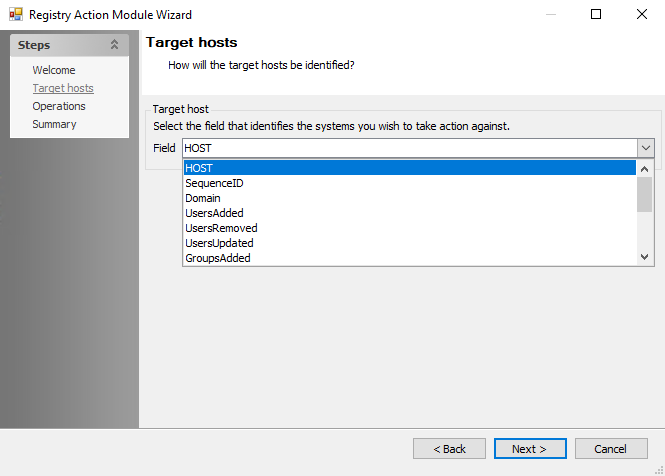 Registry Action Module Wizard
Steps
Welcome
Target hosts
Operations
Summary
Target hosts
How will the target hosts be identified?
Target host
Select the field that identifies the systems you wish to take action against.
Field HOST
HOST
SequenceID
Domain
UsersAdded
UsersRemoved
UsersUpdated
GroupsAdded
< Back Next > Cancel